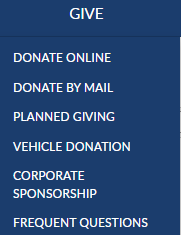 GIVE
DONATE ONLINE
DONATE BY MAIL
PLANNED GIVING
VEHICLE DONATION
CORPORATE
SPONSORSHIP
FREQUENT QUESTIONS